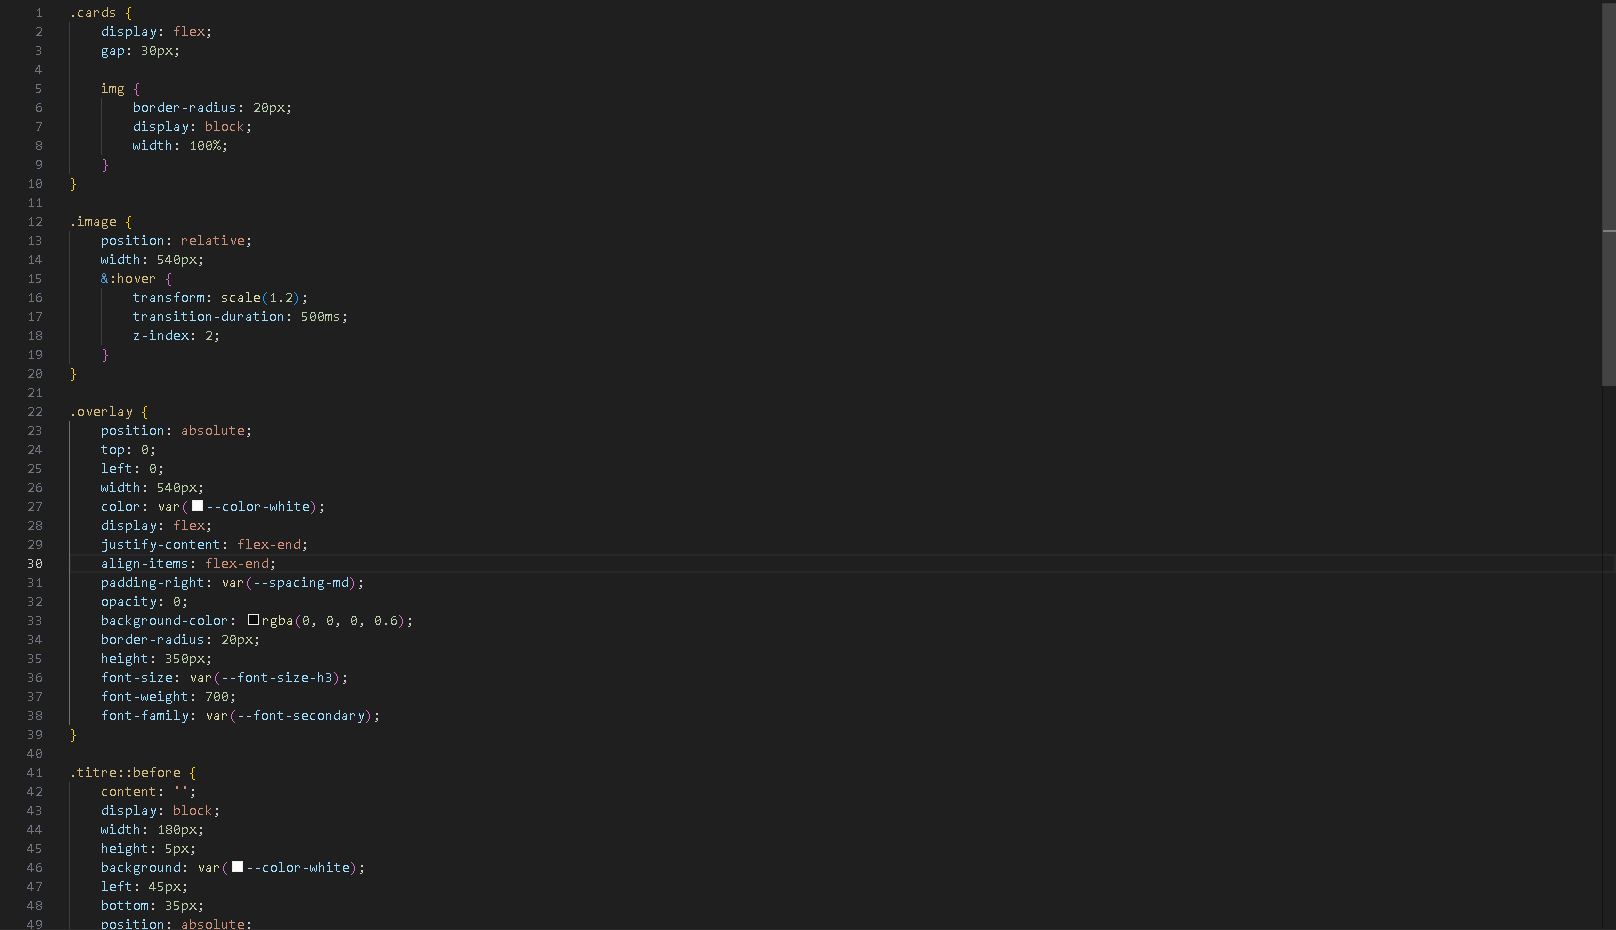 1 .cards {
2 display: flex;
3 gap: 30px;
4
5 img {
6 border-radius: 20px;
7 display: block;
8 width: 100%;
9 }
10 }
11
12 .image {
13 position: relative;
14 width: 540px;
15 &:hover {
16 transform: scale(1.2);
17 transition-duration: 500ms;
18 z-index: 2;
19 }
20 }
21
22 .overlay {
23 position: absolute;
24 top: 0;
25 left: 0;
26 width: 540px;
27 color: var(--color-white);
28 display: flex;
29 justify-content: flex-end;
30 align-items: flex-end;
31 padding-right: var(--spacing-md);
32 opacity: 0;
33 background-color: rgba(0, 0, 0, 0.6);
34 border-radius: 20px;
35 height: 350px;
36 font-size: var(--font-size-h3);
37 font-weight: 700;
38 font-family: var(--font-secondary);
39 }
40
41 .titre::before {
42 content: '';
43 display: block;
44 width: 180px;
45 height: 5px;
46 background: var(--color-white);
47 left: 45px;
48 bottom: 35px;
49 position: absolute;